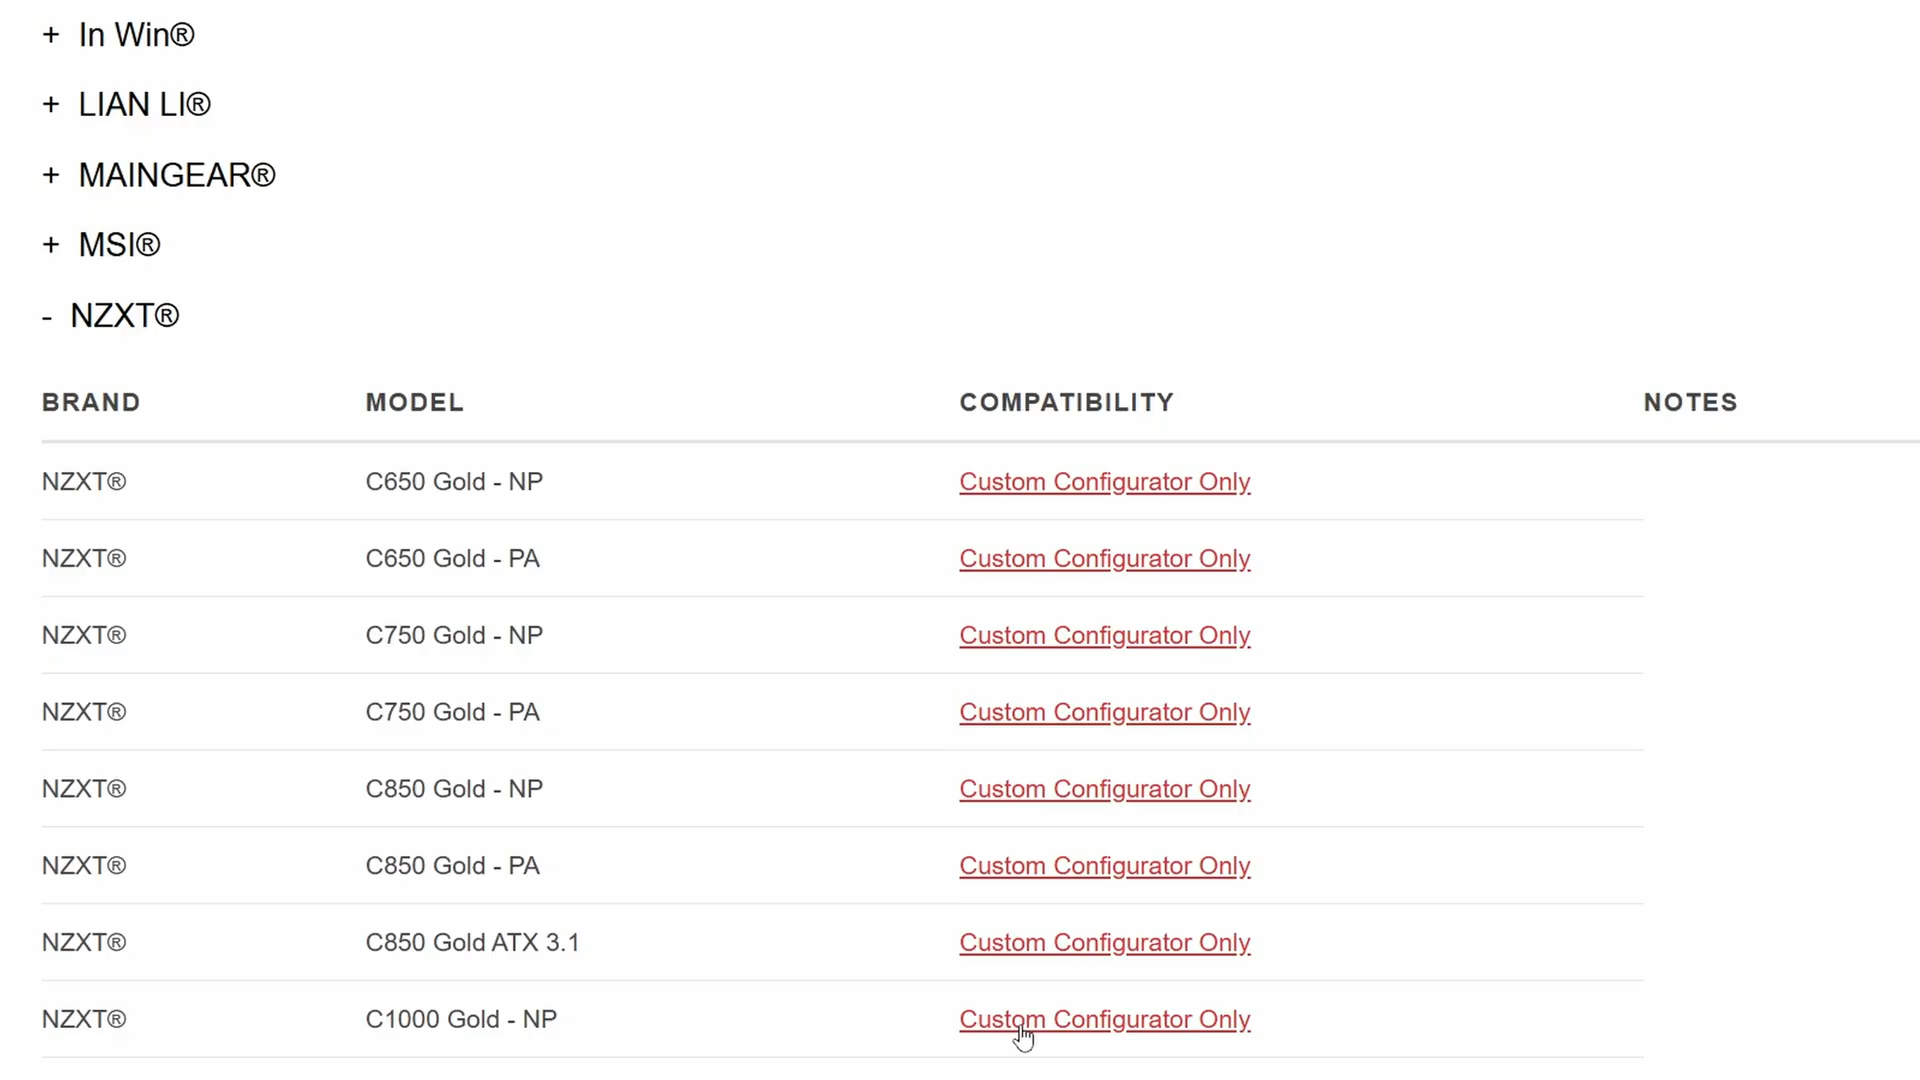 + In Win®
+ LIAN LI®
+ MAINGEAR®
+ MSI®
- NZXT®
BRAND MODEL COMPATIBILITY NOTES
NZXT® C650 Gold - NP Custom Configurator Only
NZXT® C650 Gold - PA Custom Configurator Only
NZXT® C750 Gold - NP Custom Configurator Only
NZXT® C750 Gold - PA Custom Configurator Only
NZXT® C850 Gold - NP Custom Configurator Only
NZXT® C850 Gold - PA Custom Configurator Only
NZXT® C850 Gold ATX 3.1 Custom Configurator Only
NZXT® C1000 Gold - NP Custom Configurator Only